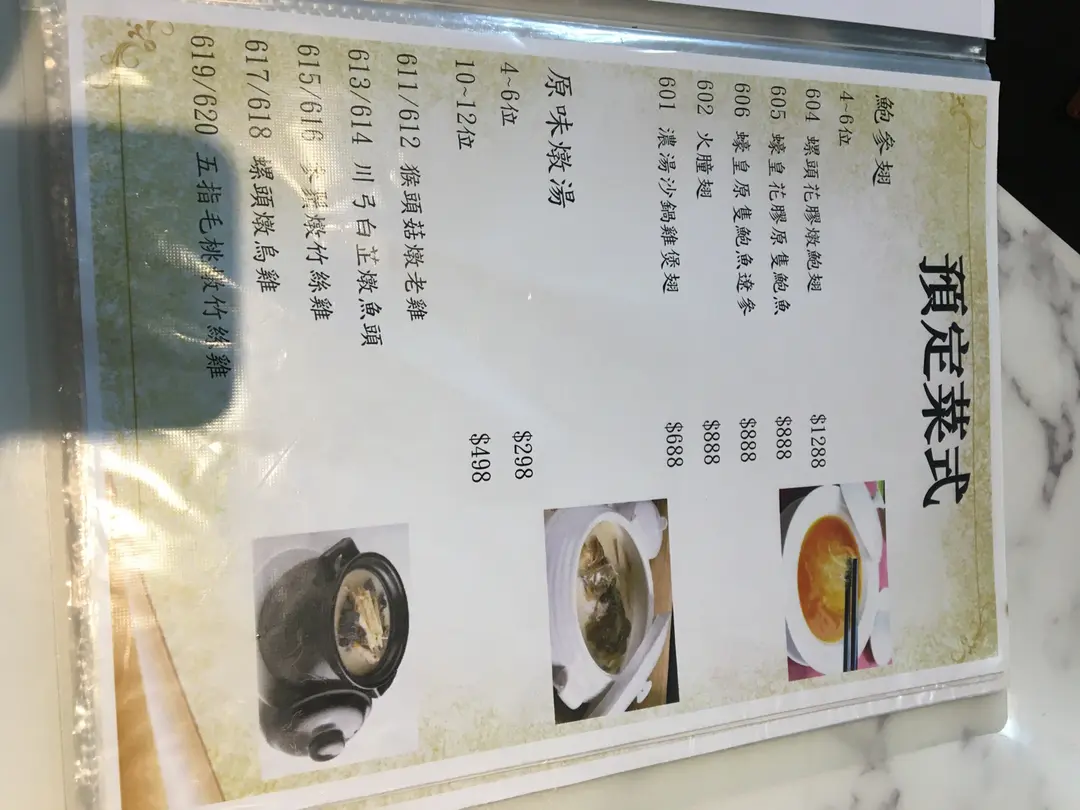 預定菜式
鮑參翅
4~6位
604 螺頭花膠燉鮑翅 $1288
605 蠔皇花膠原隻鮑魚 $888
606 蠔皇原隻鮑魚遼參 $888
602 火朣翅 $888
601 濃湯沙鍋雞煲翅 $688
原味燉湯
4~6位 $298
10~12位 $498
611/612 猴頭菇燉老雞
613/614 川弓白芷燉魚頭
615/616 燉竹絲雞
617/618 螺頭燉烏雞
619/620 五指毛桃燉竹絲雞